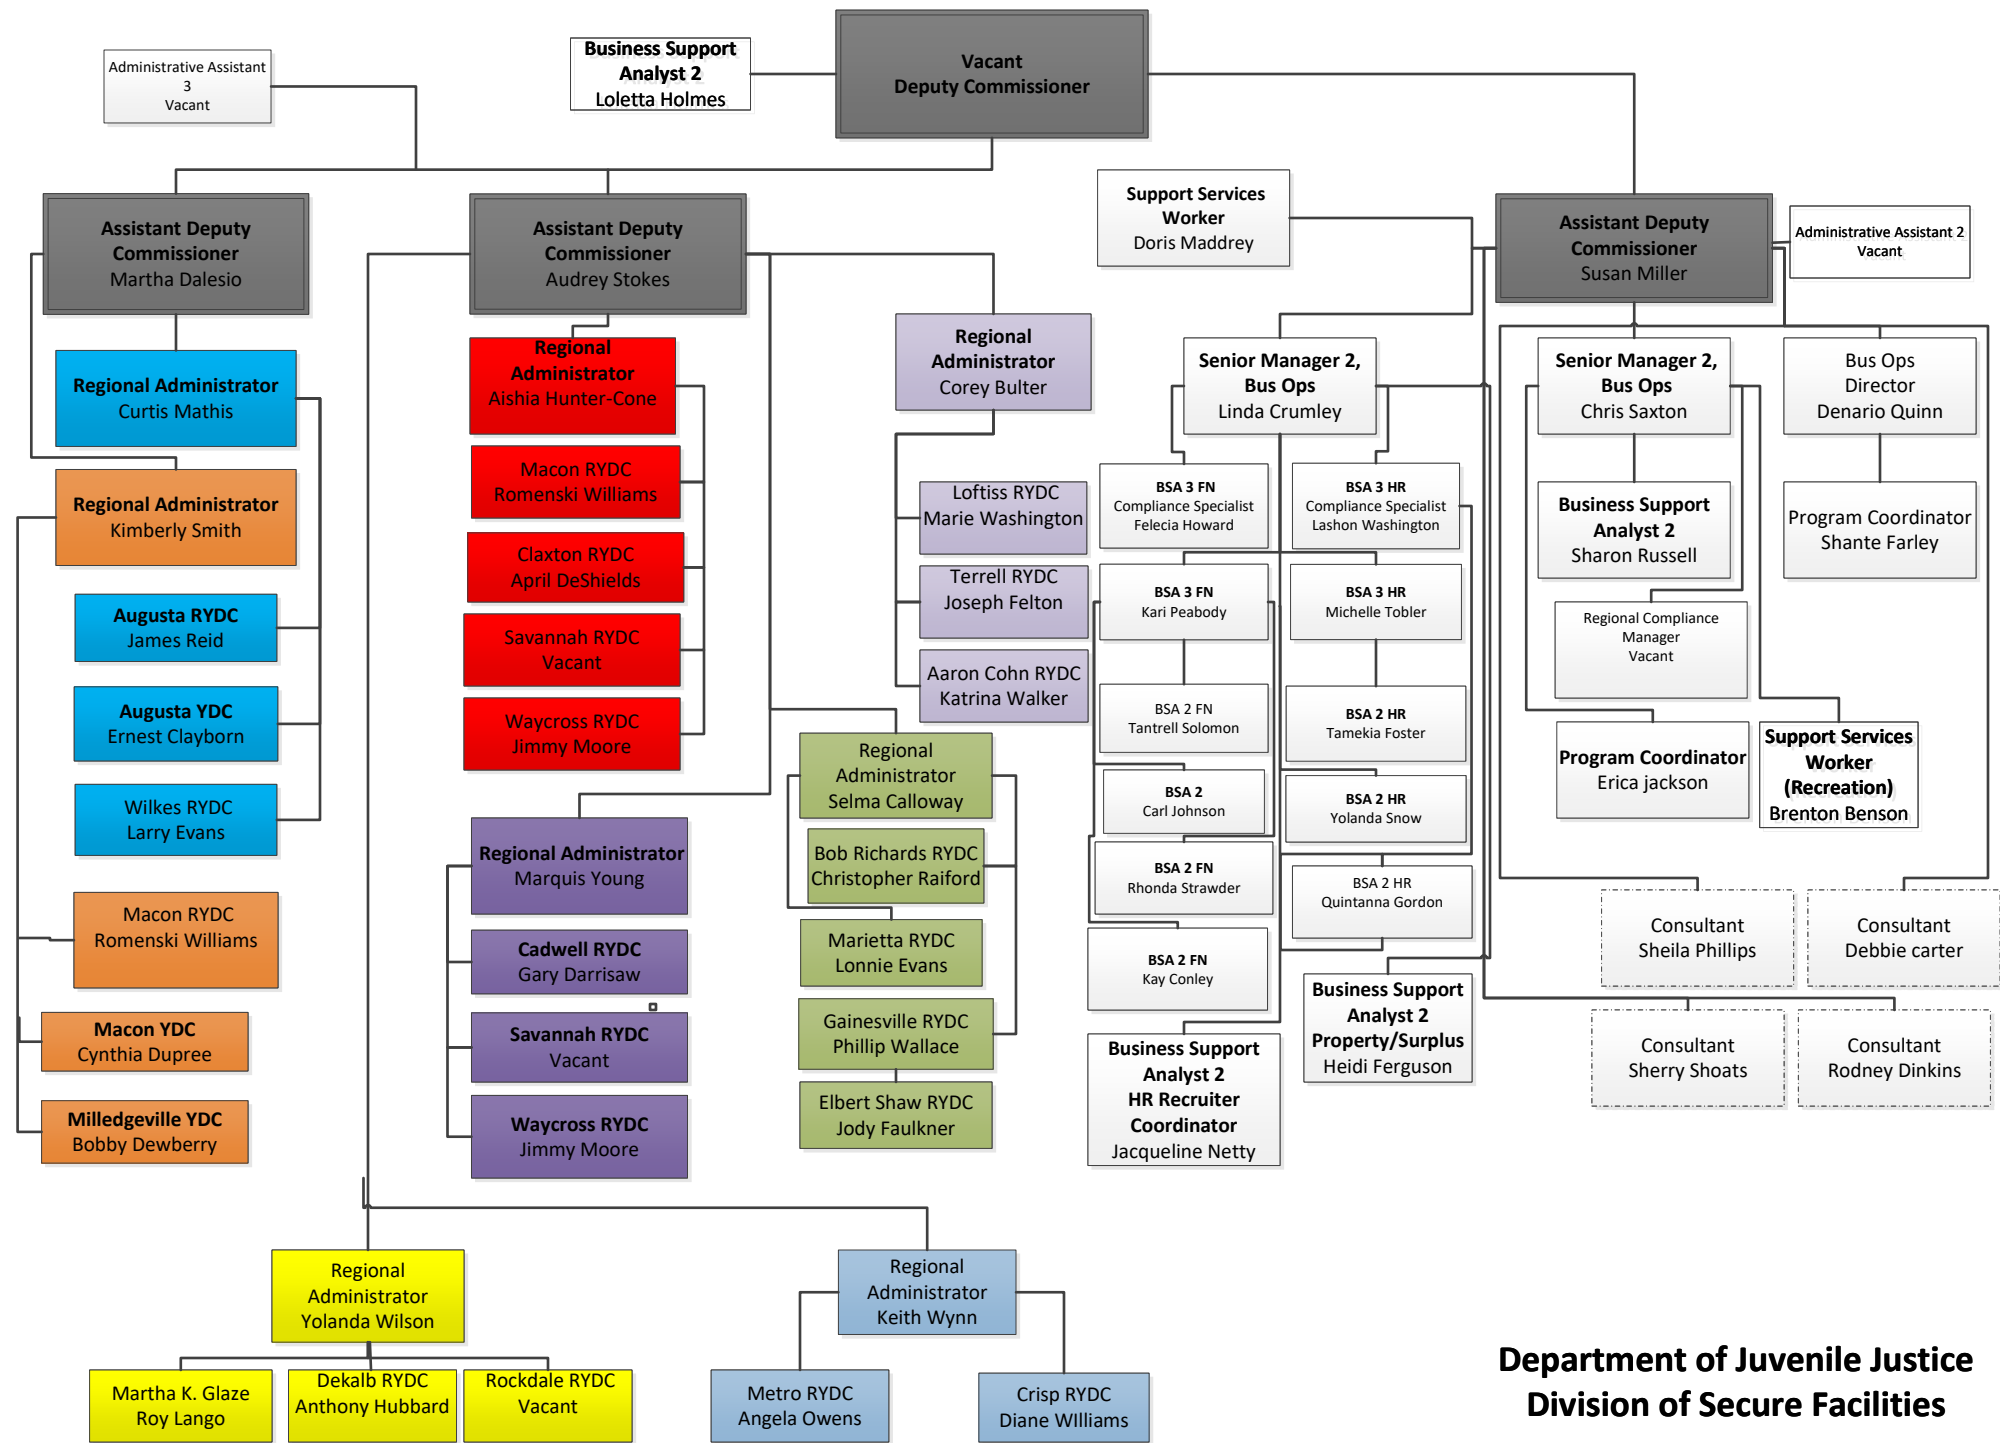 Administrative Assistant
3
Vacant
Business Support
Analyst 2
Loletta Holmes
Vacant
Deputy Commissioner
Assistant Deputy
Commissioner
Martha Dalesio
Assistant Deputy
Commissioner
Audrey Stokes
Support Services
Worker
Doris Maddrey
Assistant Deputy
Commissioner
Susan Miller
Administrative Assistant 2
Vacant
Regional Administrator
Curtis Mathis
Regional Administrator
Kimberly Smith
Augusta RYDC
James Reid
Augusta YDC
Ernest Clayborn
Wilkes RYDC
Larry Evans
Macon RYDC
Romenski Williams
Macon YDC
Cynthia Dupree
Milledgeville YDC
Bobby Dewberry
Regional
Administrator
Aishia Hunter-Cone
Macon RYDC
Romenski Williams
Claxton RYDC
April DeShields
Savannah RYDC
Vacant
Waycross RYDC
Jimmy Moore
Regional Administrator
Marquis Young
Cadwell RYDC
Gary Darrisaw
Savannah RYDC
Vacant
Waycross RYDC
Jimmy Moore
Regional
Administrator
Corey Bulter
Loftiss RYDC
Marie Washington
Terrell RYDC
Joseph Felton
Aaron Cohn RYDC
Katrina Walker
Regional
Administrator
Selma Calloway
Bob Richards RYDC
Christopher Raiford
Marietta RYDC
Lonnie Evans
Gainesville RYDC
Phillip Wallace
Elbert Shaw RYDC
Jody Faulkner
Senior Manager 2,
Bus Ops
Linda Crumley
BSA 3 FN
Compliance Specialist
Felecia Howard
BSA 3 HR
Compliance Specialist
Lashon Washington
BSA 3 FN
Kari Peabody
BSA 3 HR
Michelle Tobler
BSA 2 FN
Tantrell Solomon
BSA 2 HR
Tamekia Foster
BSA 2
Carl Johnson
BSA 2 HR
Yolanda Snow
BSA 2 FN
Rhonda Strawder
BSA 2 HR
Quintanna Gordon
BSA 2 FN
Kay Conley
Business Support
Analyst 2
HR Recruiter
Coordinator
Jacqueline Netty
Business Support
Analyst 2
Property/Surplus
Heidi Ferguson
Senior Manager 2,
Bus Ops
Chris Saxton
Business Support
Analyst 2
Sharon Russell
Regional Compliance
Manager
Vacant
Program Coordinator
Erica jackson
Support Services
Worker
(Recreation)
Brenton Benson
Bus Ops
Director
Denario Quinn
Program Coordinator
Shante Farley
Consultant
Sheila Phillips
Consultant
Debbie carter
Consultant
Sherry Shoats
Consultant
Rodney Dinkins
Regional
Administrator
Yolanda Wilson
Martha K. Glaze
Roy Lango
Dekalb RYDC
Anthony Hubbard
Rockdale RYDC
Vacant
Regional
Administrator
Keith Wynn
Metro RYDC
Angela Owens
Crisp RYDC
Diane WIlliams
Department of Juvenile Justice
Division of Secure Facilities